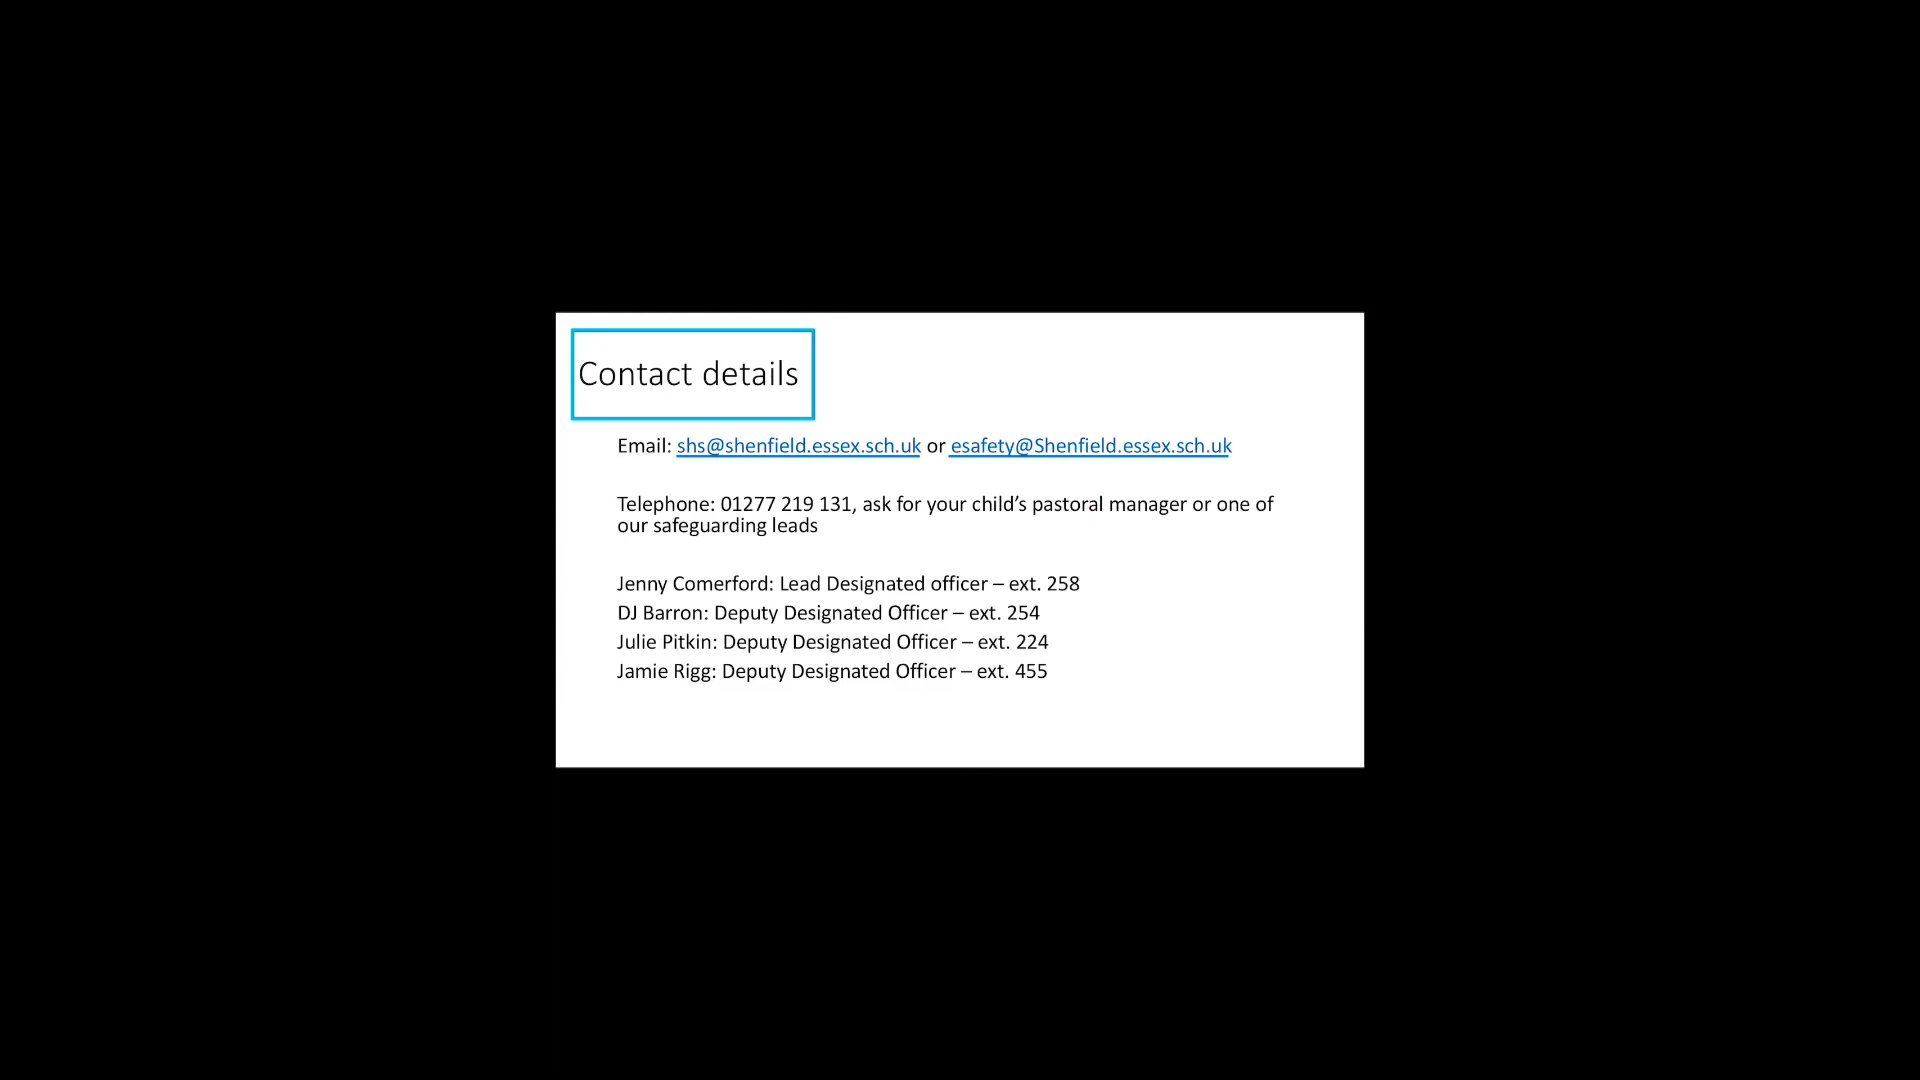 Contact details
Email: shs@shenfield.essex.sch.uk or esafety@Shenfield.essex.sch.uk
Telephone: 01277 219 131, ask for your child’s pastoral manager or one of
our safeguarding leads
Jenny Comerford: Lead Designated officer – ext. 258
DJ Barron: Deputy Designated Officer – ext. 254
Julie Pitkin: Deputy Designated Officer – ext. 224
Jamie Rigg: Deputy Designated Officer – ext. 455